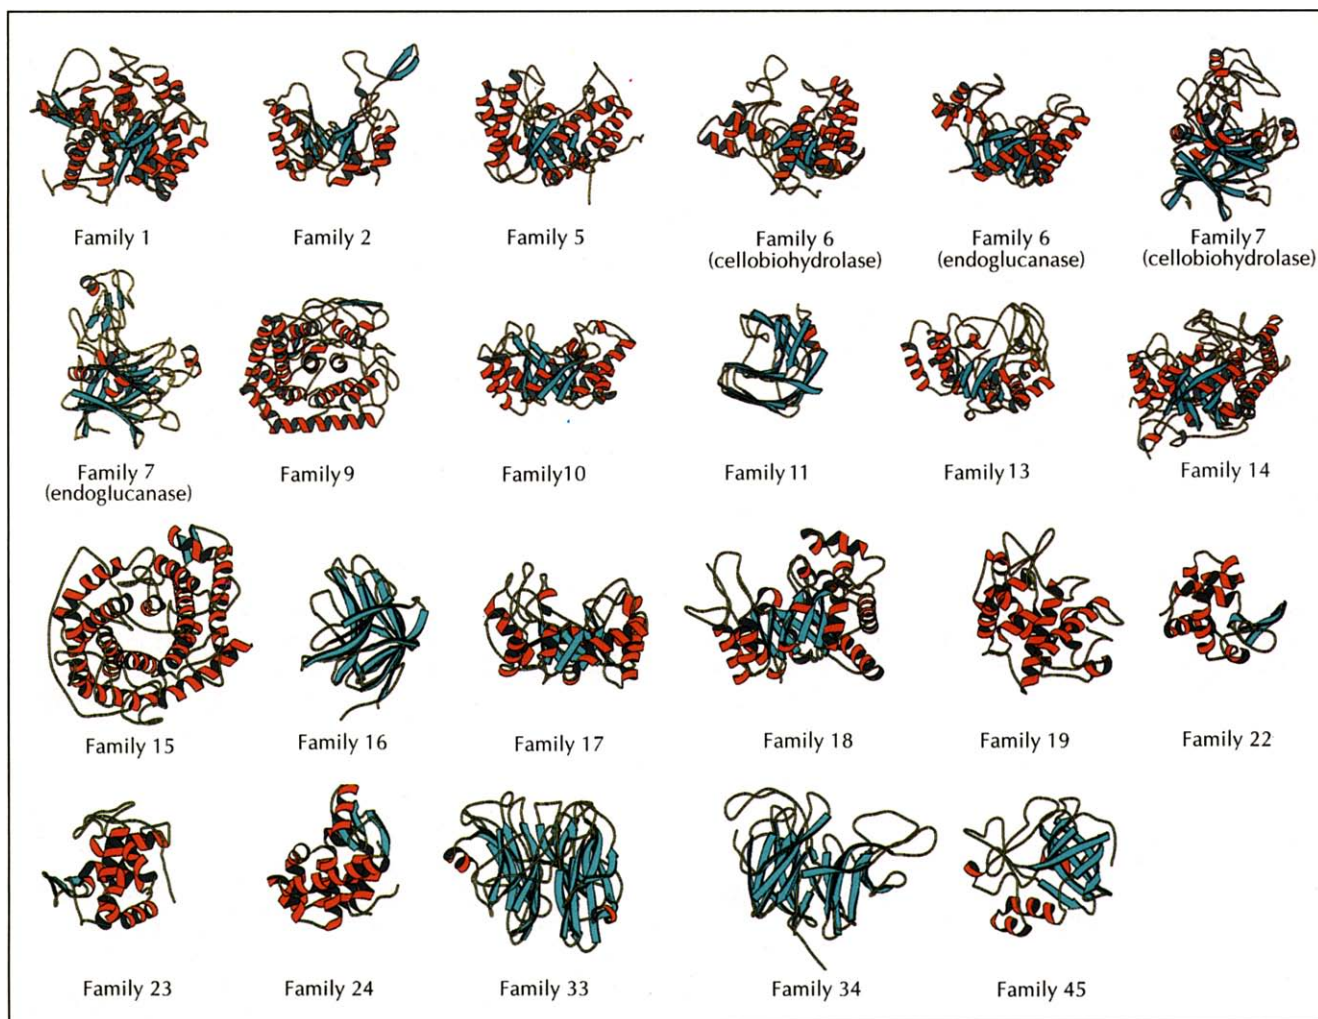 Family 1
Family 2
Family 5
Family 6
(cellobiohydrolase)
Family 6
(endoglucanase)
Family 7
(cellobiohydrolase)
Family 7
(endoglucanase)
Family 9
Family10
Family 11
Family 13
Family 14
Family 15
Family 16
Family 17
Family 18
Family 19
Family 22
Family 23
Family 24
Family 33
Family 34
Family 45